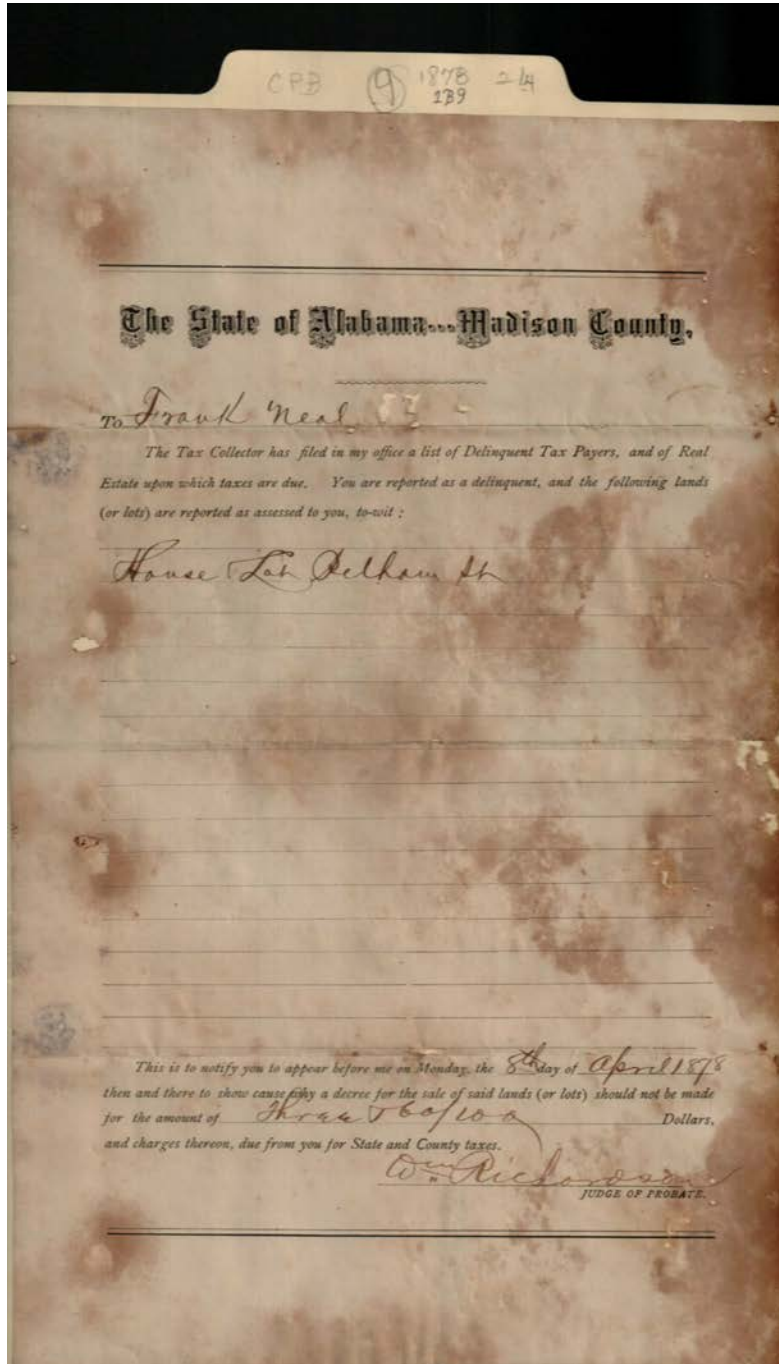 CPB 9 1878 24
239
The State of Alabama...Madison County,
To Frank Neal
The Tax Collector has filed in my office a list of Delinquent Tax Payers, and of Real
Estate upon which taxes are due. You are reported as a delinquent, and the following lands
(or lots) are reported as assessed to you, to-wit :
House Lot Pelham St
This is to notify you to appear before me on Monday, the 8th day of April 1878
then and there to show cause why a decree for the sale of said lands (or lots) should not be made
for the amount of Three & 60/100 Dollars,
and charges thereon, due from you for State and County taxes.
Wm Richardson
JUDGE OF PROBATE.